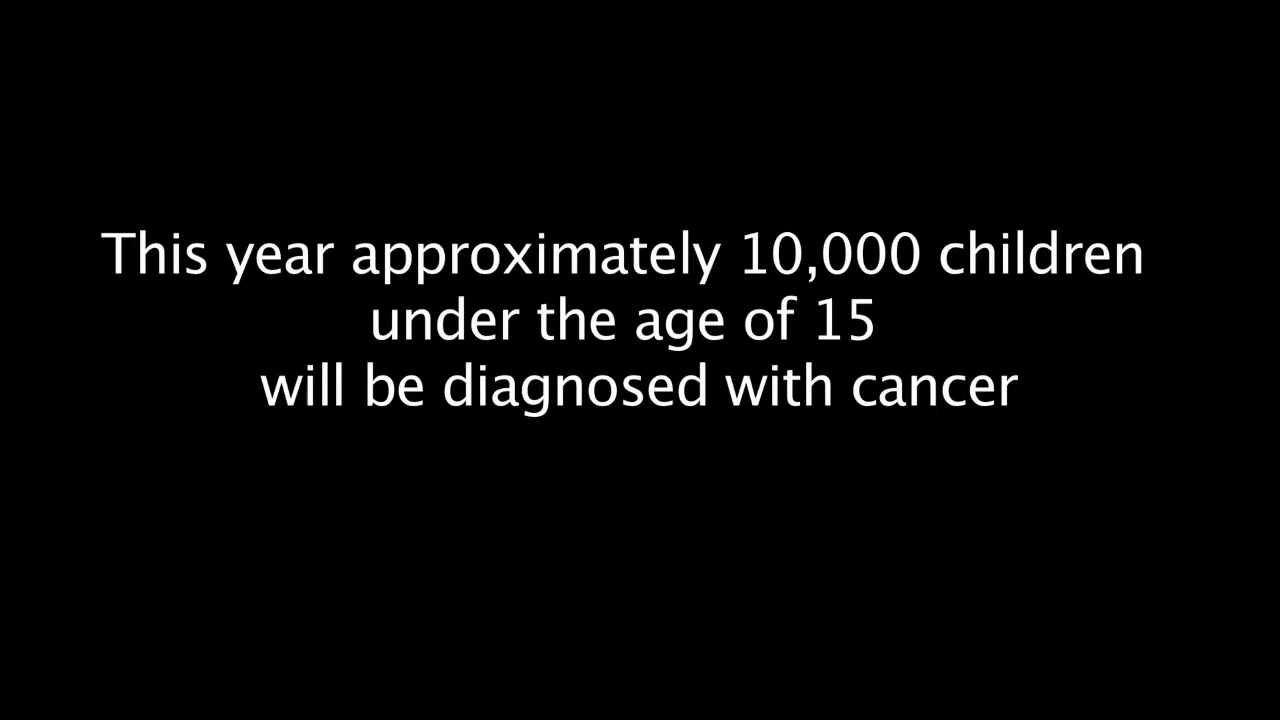 This year approximately 10,000 children
under the age of 15
will be diagnosed with cancer